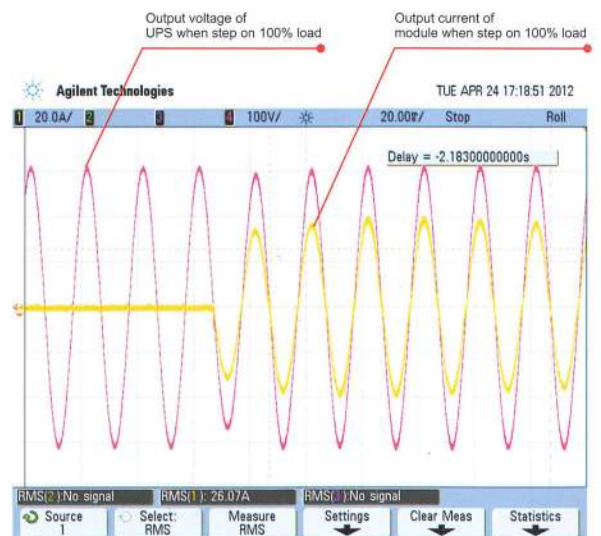 Output voltage of
UPS when step on 100% load
Output current of
module when step on 100% load
Agilent Technologies
TUE APR 24 17:18:51 2012
1 20.0A/ 2 3 4 100V/ 20.00s/ Stop Roll
Delay = -2.18300000000s
RMS(2):No signal RMS(1): 26.07A RMS(3):No signal
Source Select: Measure Settings Clear Meas Statistics
1 RMS RMS